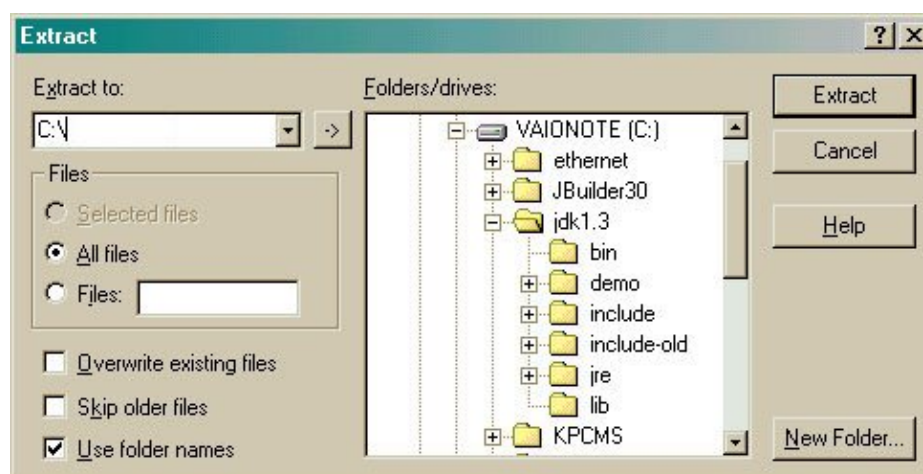 Extract
Extract to:
C:\
->
Files
Selected files
All files
Files:
Overwrite existing files
Skip older files
Use folder names
Folders/drives:
VAIONOTE (C:)
ethernet
JBuilder30
jdk1.3
bin
demo
include
include-old
jre
lib
KPCMS
Extract
Cancel
Help
New Folder...